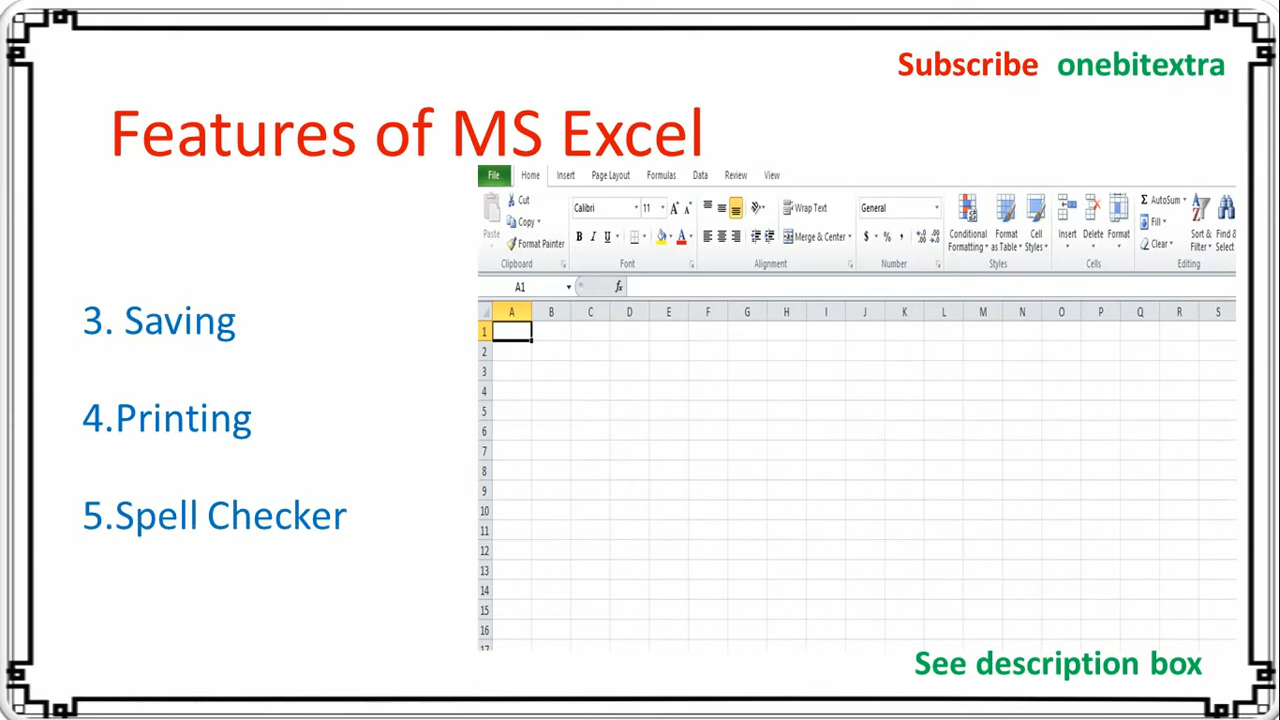 Subscribe onebitextra
Features of MS Excel
File Home Insert Page Layout Formulas Data Review View
Cut
Copy
Format Painter
Paste
Clipboard
Calibri 11 A A
B I U A
Font
Wrap Text
Merge & Center
Alignment
General
$ % ,
Number
Conditional Formatting
Format as Table
Cell Styles
Styles
Insert Delete Format
Cells
Σ AutoSum
Fill
Clear
Sort & Filter
Find & Select
Editing
A1 fx
A B C D E F G H I J K L M N O P Q R S
1
2
3
3. Saving
4
5
4.Printing
6
7
8
9
10
5.Spell Checker
11
12
13
14
15
16
17
See description box